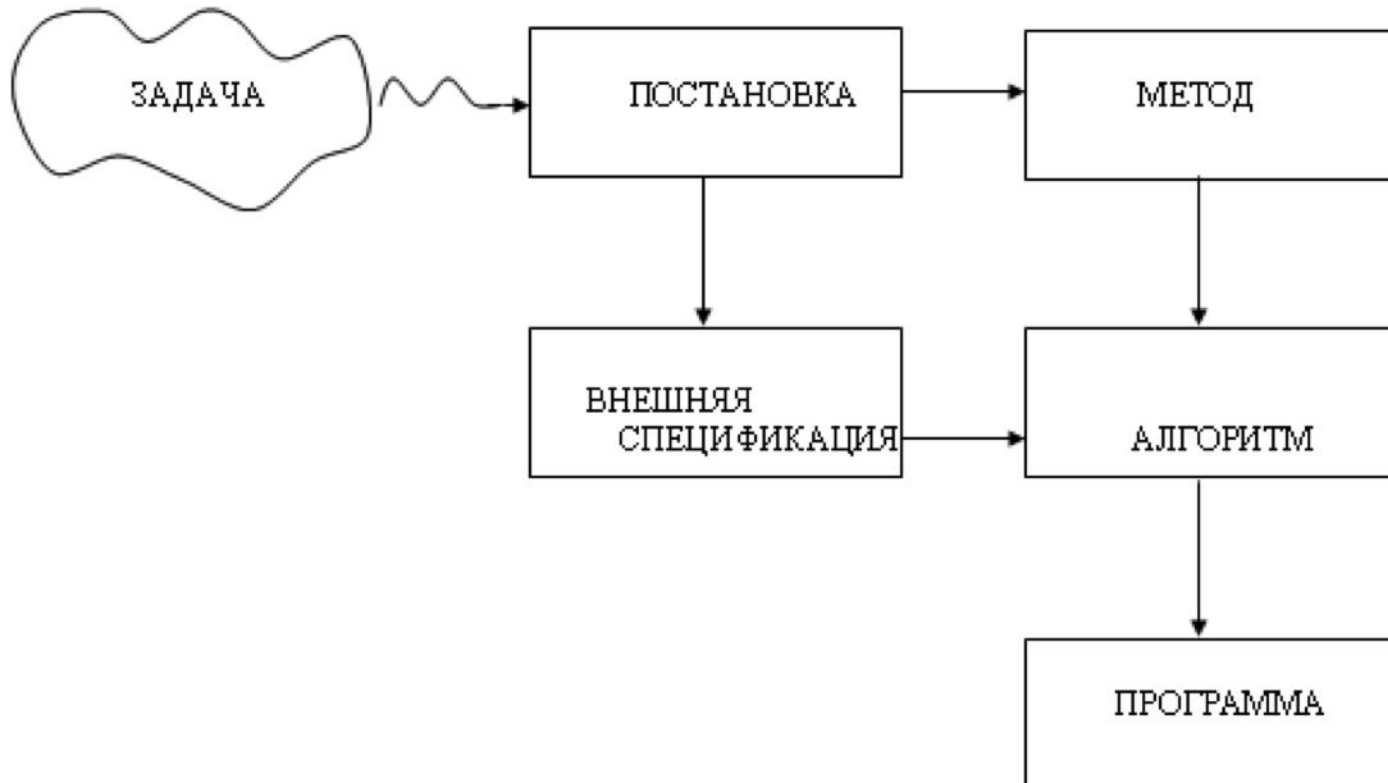 ЗАДАЧА
ПОСТАНОВКА
МЕТОД
ВНЕШНЯЯ
СПЕЦИФИКАЦИЯ
АЛГОРИТМ
ПРОГРАММА